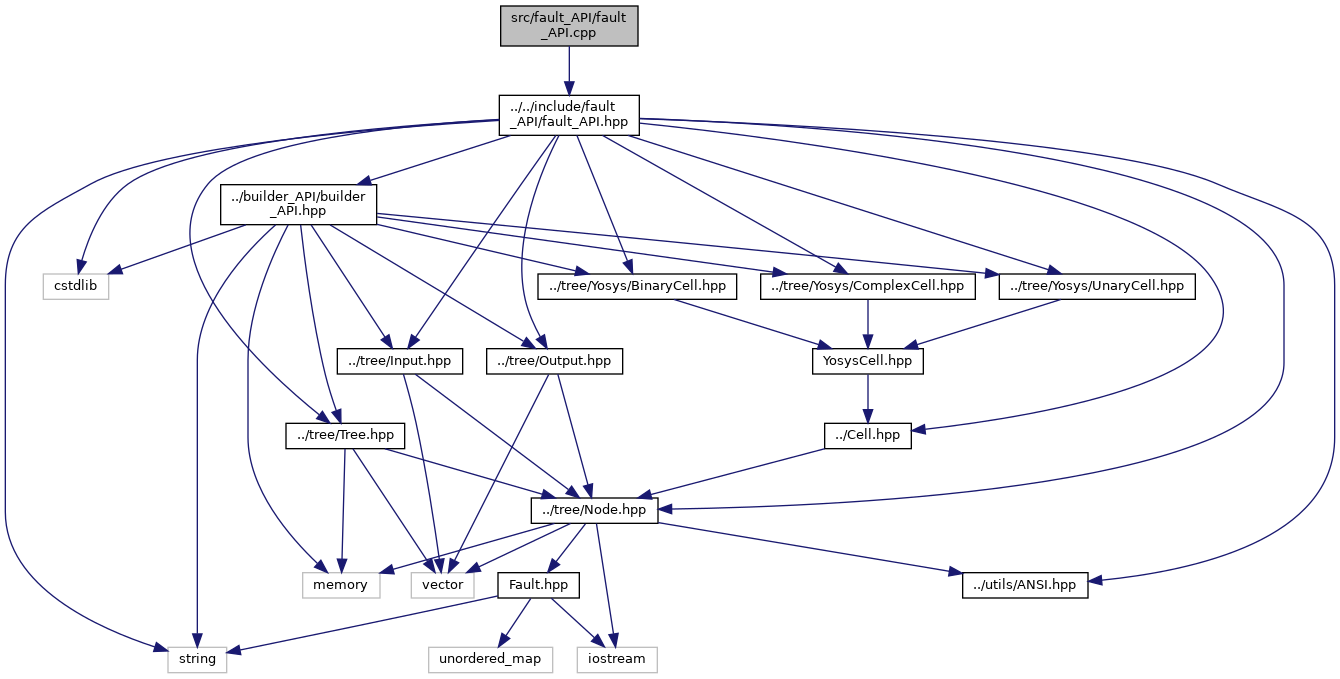 src/fault_API/fault
_API.cpp
../../include/fault
_API/fault_API.hpp
../builder_API/builder
_API.hpp
cstdlib
../tree/Yosys/BinaryCell.hpp
../tree/Yosys/ComplexCell.hpp
../tree/Yosys/UnaryCell.hpp
../tree/Input.hpp
../tree/Output.hpp
YosysCell.hpp
../tree/Tree.hpp
../Cell.hpp
../tree/Node.hpp
memory
vector
Fault.hpp
../utils/ANSI.hpp
string
unordered_map
iostream